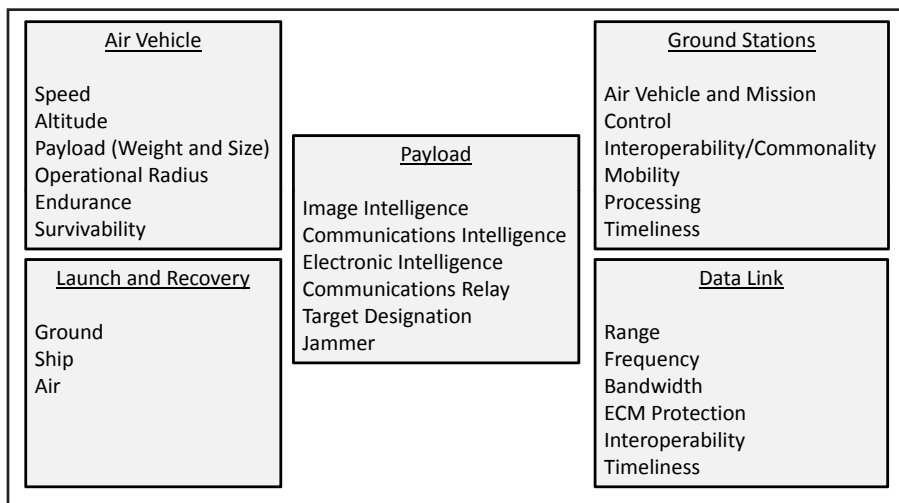 Air Vehicle
Speed
Altitude
Payload (Weight and Size)
Operational Radius
Endurance
Survivability
Launch and Recovery
Ground
Ship
Air
Payload
Image Intelligence
Communications Intelligence
Electronic Intelligence
Communications Relay
Target Designation
Jammer
Ground Stations
Air Vehicle and Mission
Control
Interoperability/Commonality
Mobility
Processing
Timeliness
Data Link
Range
Frequency
Bandwidth
ECM Protection
Interoperability
Timeliness